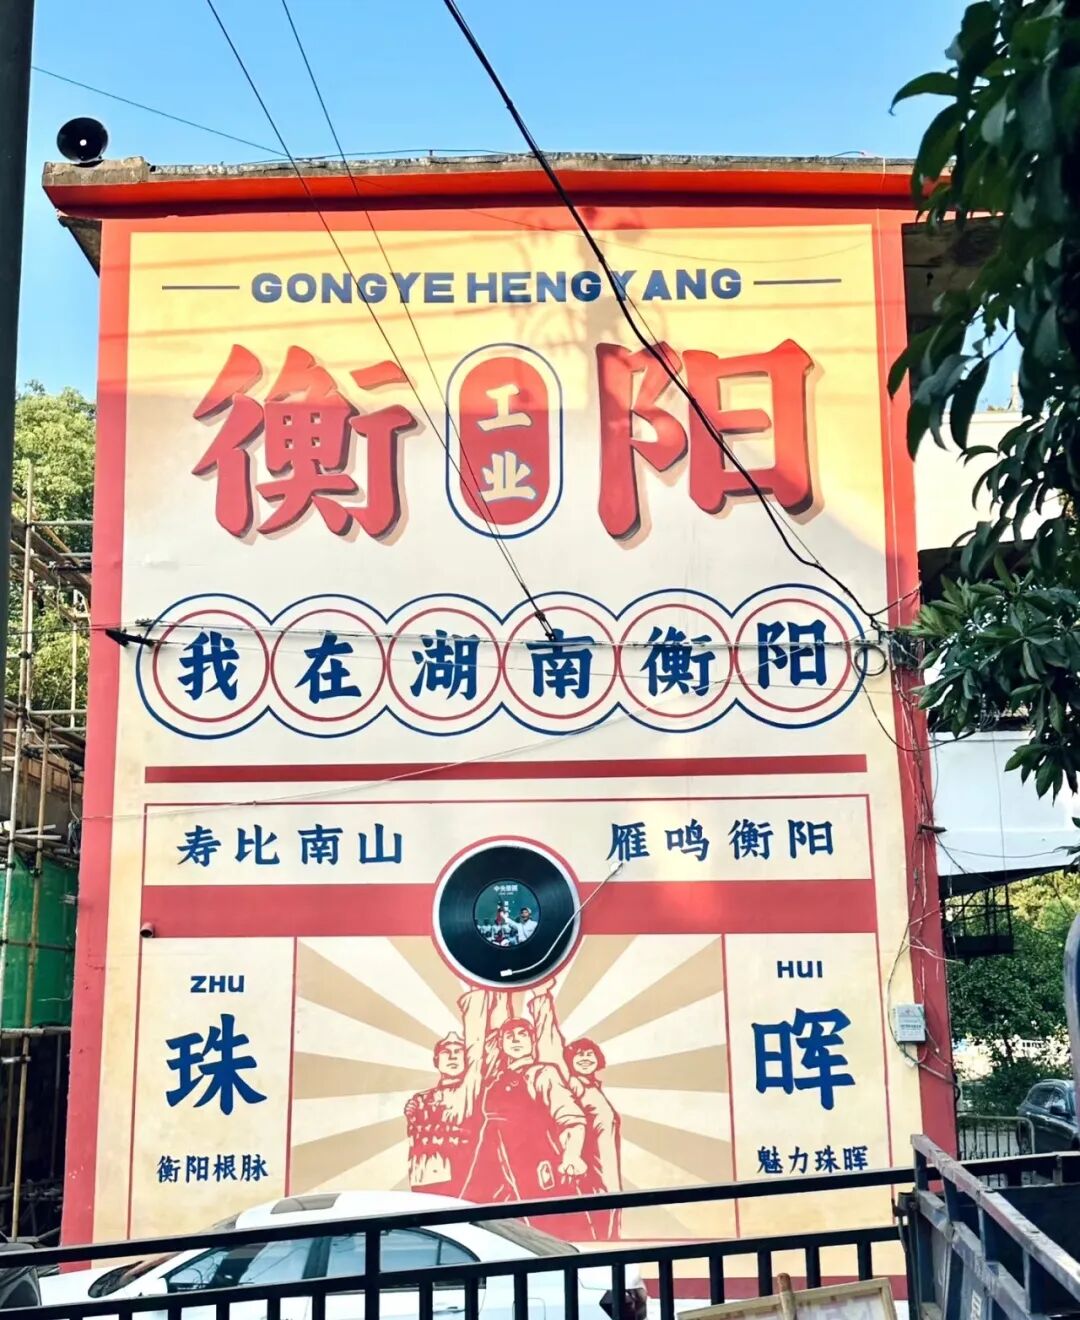 GONGYE HENGYANG
衡 工业 阳
我在湖南衡阳
寿比南山 雁鸣衡阳
ZHU
珠
衡阳根脉
HUI
晖
魅力珠晖